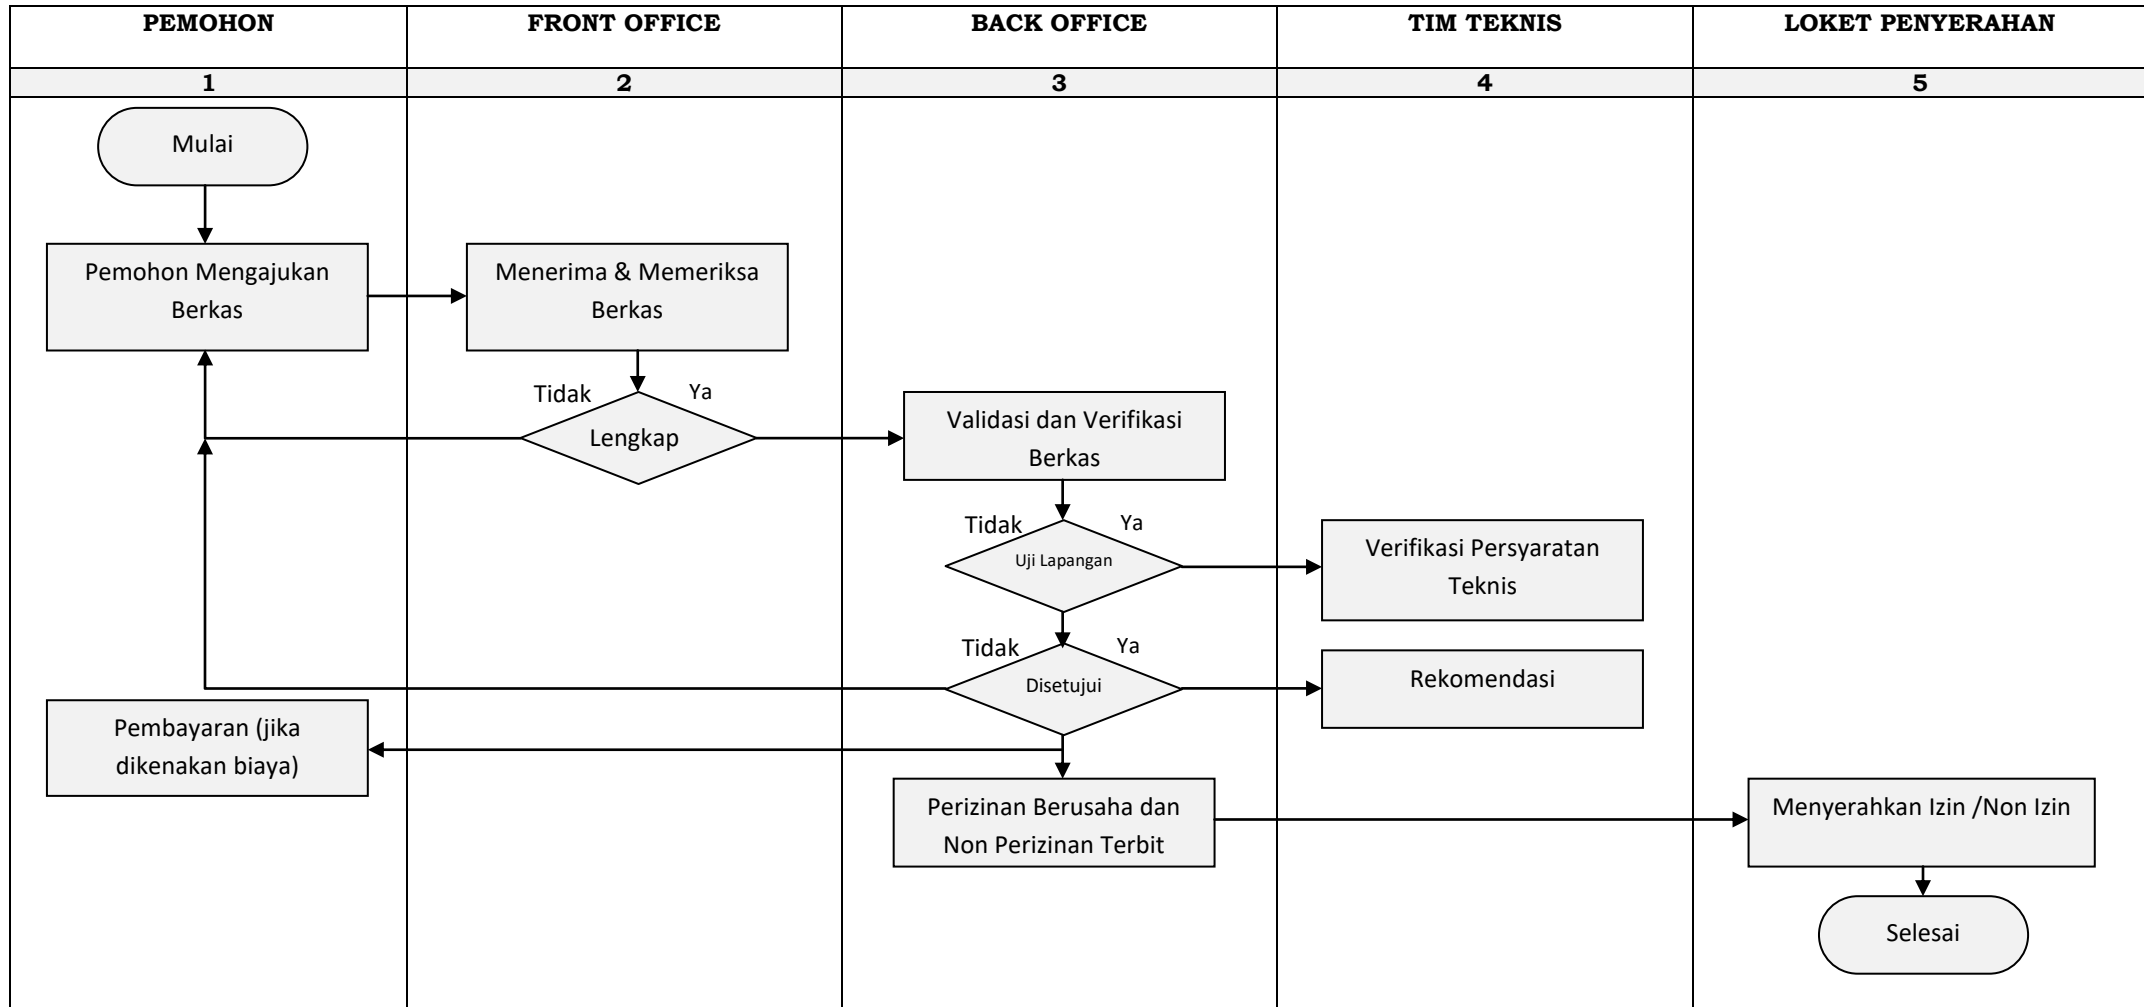 PEMOHON
FRONT OFFICE
BACK OFFICE
TIM TEKNIS
LOKET PENYERAHAN
1
2
3
4
5
Mulai
Pemohon Mengajukan
Berkas
Menerima & Memeriksa
Berkas
Tidak
Ya
Lengkap
Validasi dan Verifikasi
Berkas
Tidak
Ya
Uji Lapangan
Verifikasi Persyaratan
Teknis
Tidak
Ya
Disetujui
Rekomendasi
Pembayaran (jika
dikenakan biaya)
Perizinan Berusaha dan
Non Perizinan Terbit
Menyerahkan Izin /Non Izin
Selesai